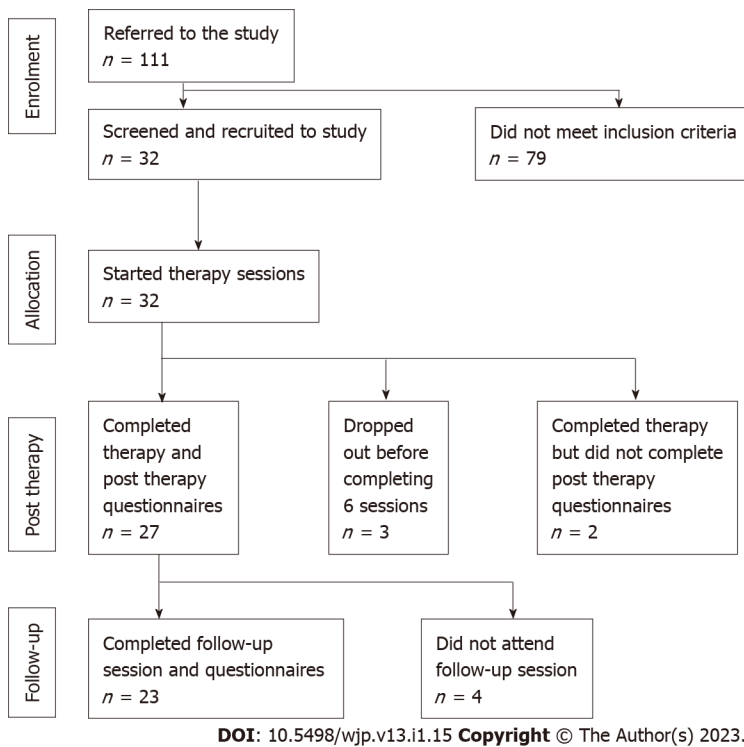 Enrolment
Referred to the study
n = 111
Screened and recruited to study
n = 32
Did not meet inclusion criteria
n = 79
Allocation
Started therapy sessions
n = 32
Post therapy
Completed
therapy and
post therapy
questionnaires
n = 27
Dropped
out before
completing
6 sessions
n = 3
Completed therapy
but did not complete
post therapy
questionnaires
n = 2
Follow-up
Completed follow-up
session and questionnaires
n = 23
Did not attend
follow-up session
n = 4
DOI: 10.5498/wjp.v13.i1.15 Copyright © The Author(s) 2023.